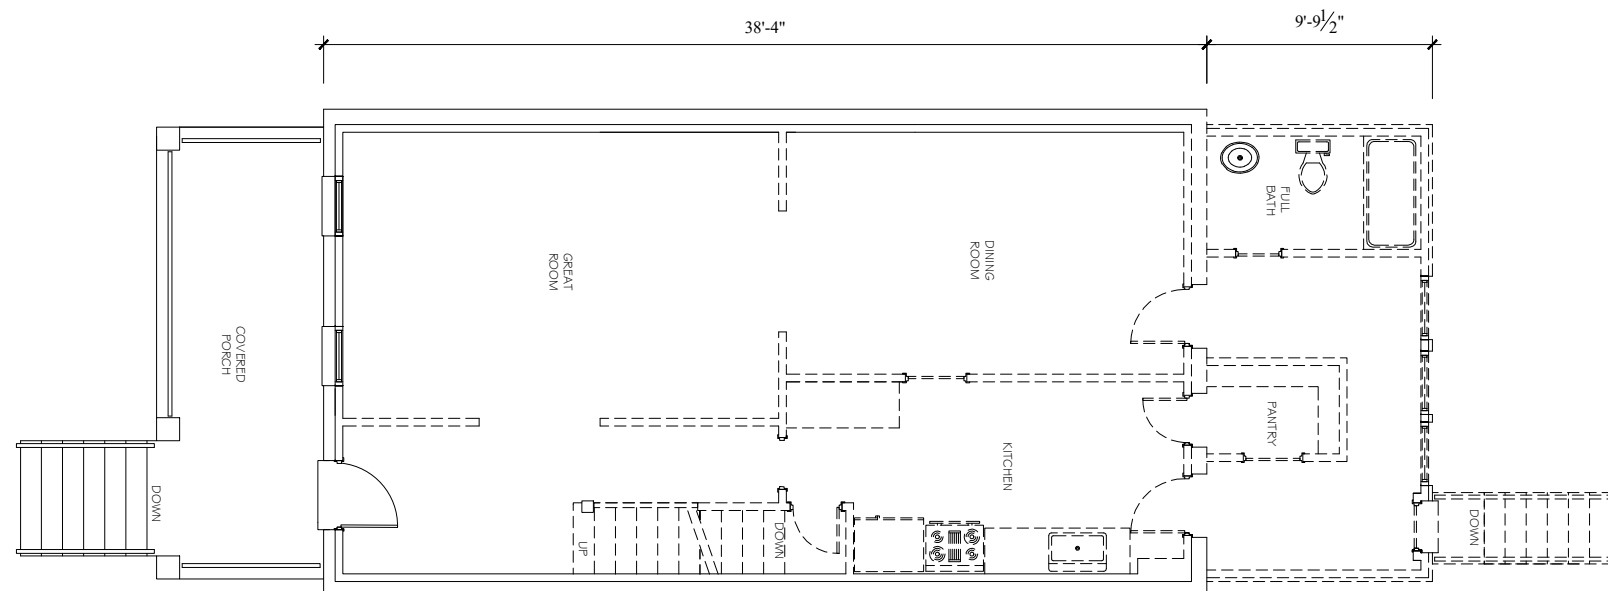 38'-4"
9'-9½"
FULL
BATH
GREAT
ROOM
DINING
ROOM
COVERED
PORCH
PANTRY
KITCHEN
DOWN
UP
DOWN
DOWN